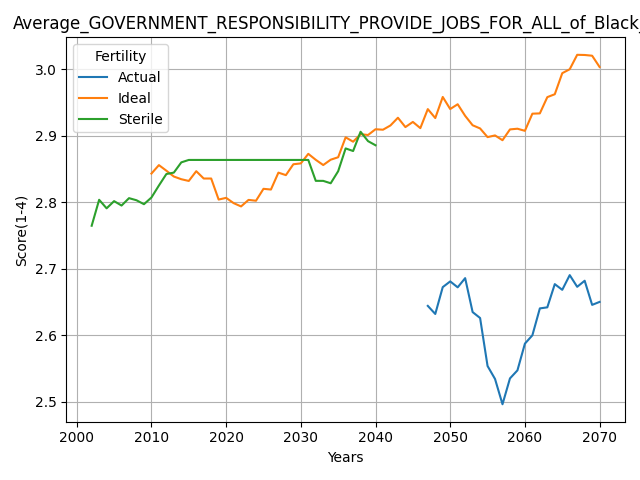 Average_GOVERNMENT_RESPONSIBILITY_PROVIDE_JOBS_FOR_ALL_of_Black_
Fertility
Actual
Ideal
Sterile
Score(1-4)
3.0
2.9
2.8
2.7
2.6
2.5
2000 2010 2020 2030 2040 2050 2060 2070
Years